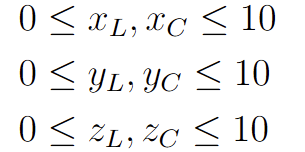 0 ≤ x_L, x_C ≤ 10
0 ≤ y_L, y_C ≤ 10
0 ≤ z_L, z_C ≤ 10